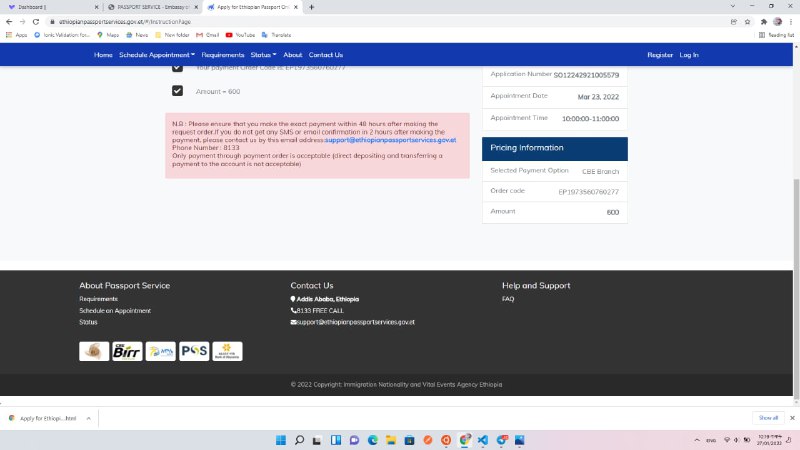 Dashboard ||
PASSPORT SERVICE - Embassy o
Apply for Ethiopian Passport Onl
ethiopianpassportservices.gov.et/#/InstructionPage
Apps
Ionic Validation For...
Maps
News
New folder
Gmail
YouTube
Translate
Reading list
Home Schedule Appointment Requirements Status About Contact Us
Register Log In
Your payment Order Code is: EP1973560760277
Amount = 600
N.B : Please ensure that you make the exact payment within 48 hours after making the
request order.If you do not get any SMS or email confirmation in 2 hours after making the
payment, please contact us by this email address:support@ethiopianpassportservices.gov.et
Phone Number : 8133
Only payment through payment order is acceptable (direct depositing and transferring a
payment to the account is not acceptable)
Application Number SO12242921005579
Appointment Date Mar 23, 2022
Appointment Time 10:00:00-11:00:00
Pricing Information
Selected Payment Option CBE Branch
Order code EP1973560760277
Amount 600
About Passport Service
Requirements
Schedule an Appointment
Status
Contact Us
Addis Ababa, Ethiopia
8133 FREE CALL
support@ethiopianpassportservices.gov.et
Help and Support
FAQ
CBE
Birr
POS
© 2022 Copyright: Immigration Nationality and Vital Events Agency Ethiopia
Apply for Ethiopi....html
Show all
ENG
27/01/2022